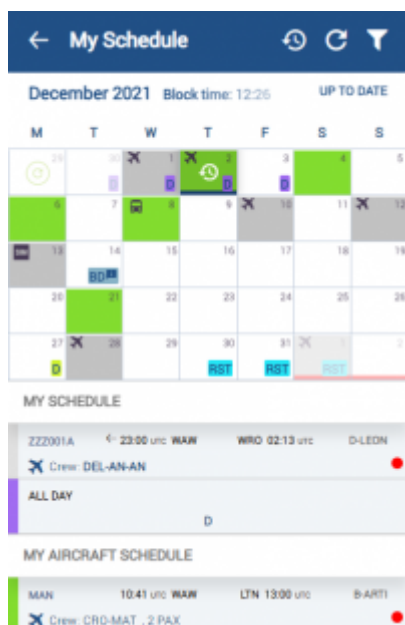 My Schedule
December 2021 Block time: 12:26 UP TO DATE
M T W T F S S
29 30 1 2 3 4 5
D D D D
6 7 8 9 10 11 12
13 14 15 16 17 18 19
BD
20 21 22 23 24 25 26
27 28 29 30 31 1 2
D RST RST RST
MY SCHEDULE
ZZZ001A 23:00 UTC WAW WRO 02:13 UTC D-LEON
Crew: DEL-AN-AN
ALL DAY
D
MY AIRCRAFT SCHEDULE
MAN 10:41 UTC WAW LTN 13:00 UTC B-ARTI
Crew: CRO-MAT , 2 PAX